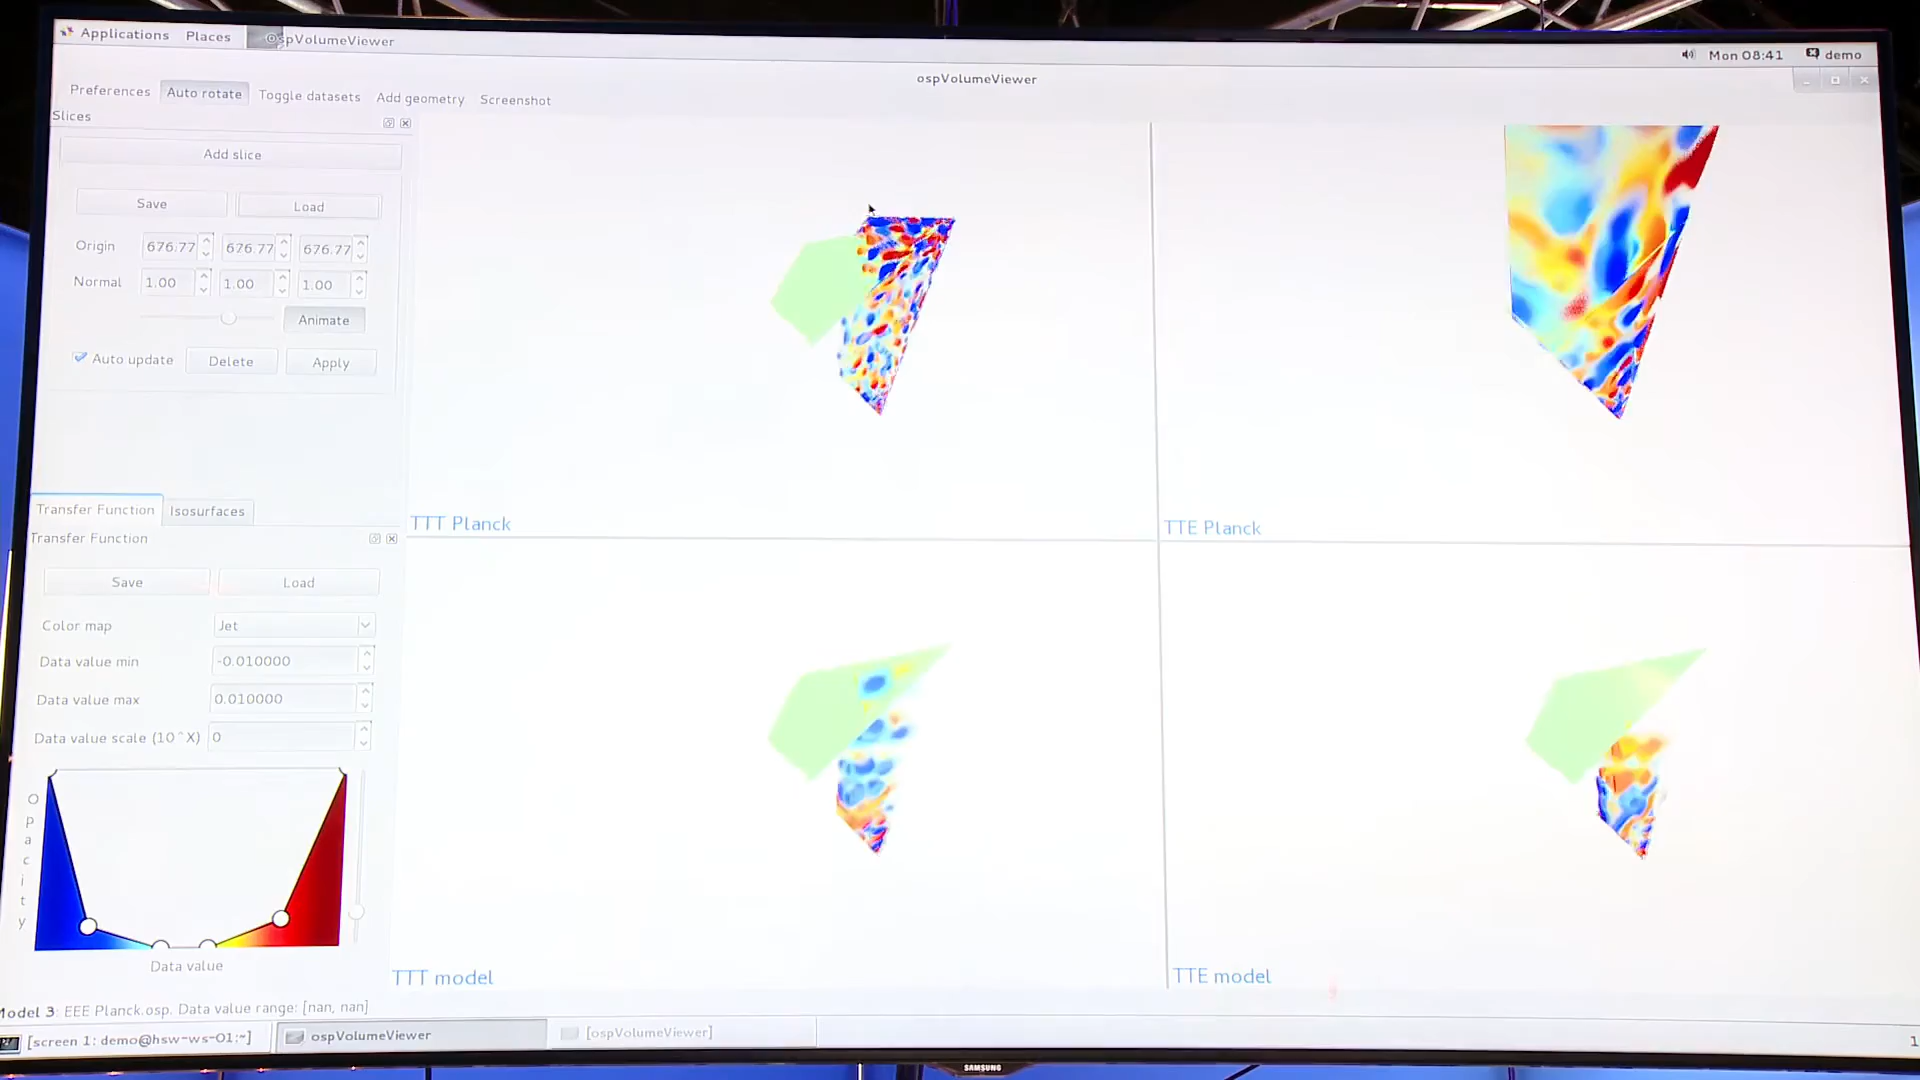 Applications Places ospVolumeViewer
Mon 08:41 demo
ospVolumeViewer
Preferences Auto rotate Toggle datasets Add geometry Screenshot
Slices
Add slice
Save Load
Origin 676.77 676.77 676.77
Normal 1.00 1.00 1.00
Animate
Auto update Delete Apply
Transfer Function Isosurfaces
Transfer Function
Save Load
Color map Jet
Data value min -0.010000
Data value max 0.010000
Data value scale (10^X) 0
Opacity
Data value
TTT Planck
TTE Planck
TTT model
TTE model
Model 3: EEE Planck.osp. Data value range: [nan, nan]
[screen 1: demo@hsw-ws-01:~] ospVolumeViewer [ospVolumeViewer]
1
SAMSUNG